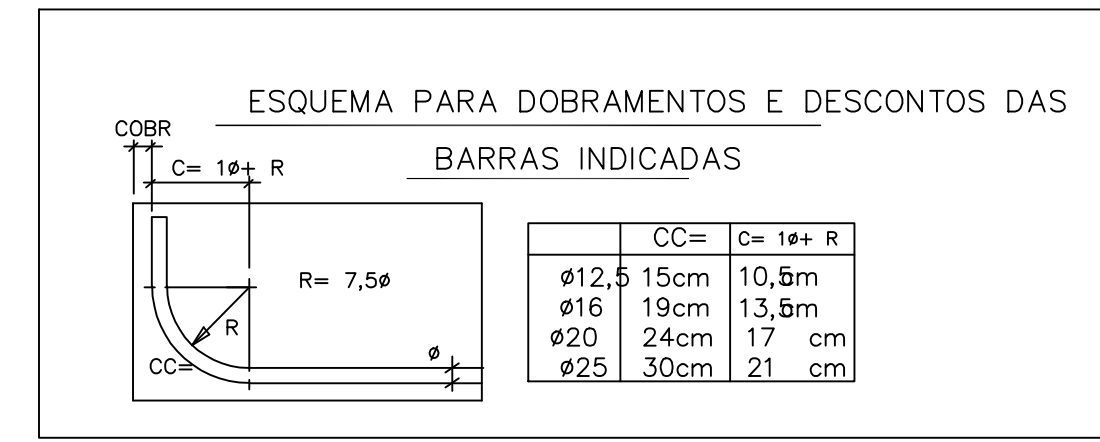 ESQUEMA PARA DOBRAMENTOS E DESCONTOS DAS
BARRAS INDICADAS
COBR
C= 1ø+ R
R= 7,5ø
R
CC=
ø
CC= C= 1ø+ R
ø12,5 15cm 10,5cm
ø16 19cm 13,5cm
ø20 24cm 17 cm
ø25 30cm 21 cm